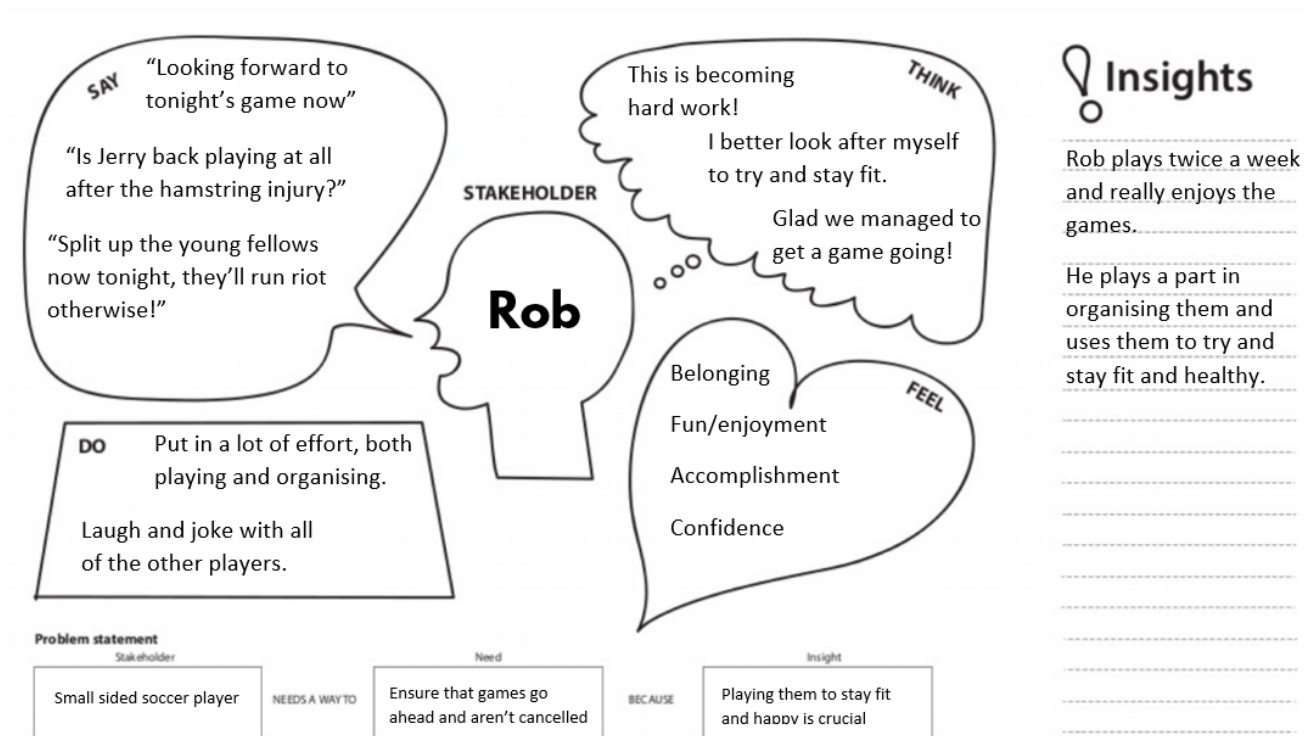 SAY
“Looking forward to
tonight’s game now”
“Is Jerry back playing at all
after the hamstring injury?”
“Split up the young fellows
now tonight, they’ll run riot
otherwise!”
STAKEHOLDER
Rob
THINK
This is becoming
hard work!
I better look after myself
to try and stay fit.
Glad we managed to
get a game going!
DO
Put in a lot of effort, both
playing and organising.
Laugh and joke with all
of the other players.
FEEL
Belonging
Fun/enjoyment
Accomplishment
Confidence
Insights
Rob plays twice a week
and really enjoys the
games.
He plays a part in
organising them and
uses them to try and
stay fit and healthy.
Problem statement
Stakeholder
Need
Insight
Small sided soccer player
NEEDS A WAY TO
Ensure that games go
ahead and aren’t cancelled
BECAUSE
Playing them to stay fit
and happy is crucial